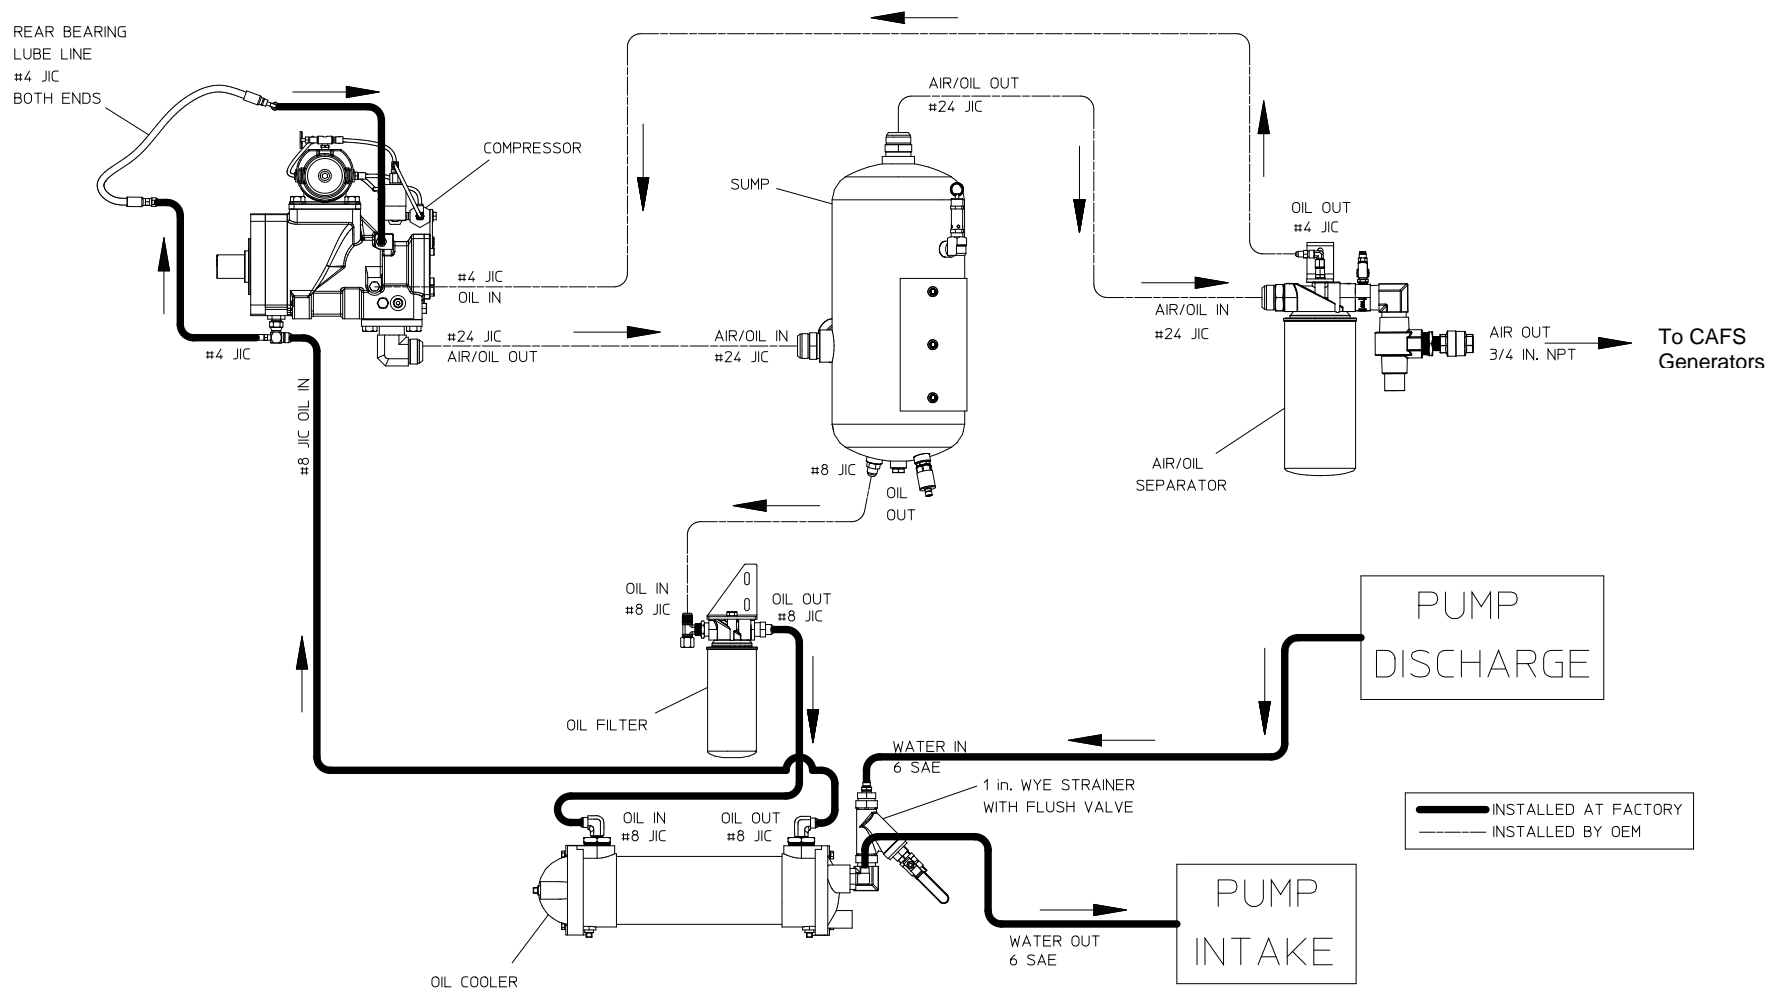 REAR BEARING
LUBE LINE
#4 JIC
BOTH ENDS
COMPRESSOR
#4 JIC
OIL IN
#24 JIC
AIR/OIL OUT
#4 JIC
#8 JIC OIL IN
AIR/OIL OUT
#24 JIC
SUMP
AIR/OIL IN
#24 JIC
#8 JIC
OIL
OUT
OIL OUT
#4 JIC
AIR/OIL IN
#24 JIC
AIR OUT
3/4 IN. NPT
To CAFS
Generators
AIR/OIL
SEPARATOR
OIL IN
#8 JIC
OIL OUT
#8 JIC
OIL FILTER
PUMP
DISCHARGE
WATER IN
6 SAE
1 in. WYE STRAINER
WITH FLUSH VALVE
INSTALLED AT FACTORY
INSTALLED BY OEM
OIL IN
#8 JIC
OIL OUT
#8 JIC
PUMP
INTAKE
WATER OUT
6 SAE
OIL COOLER